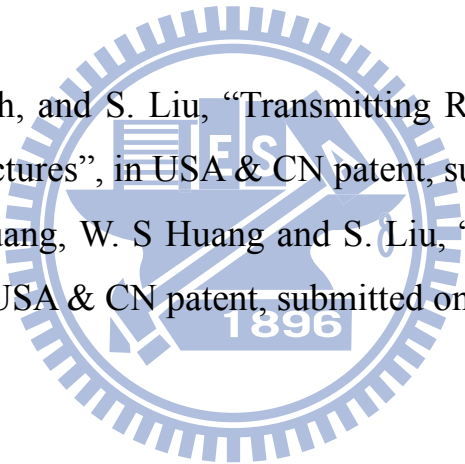 h, and S. Liu, “Transmitting R
ctures”, in USA & CN patent, su
uang, W. S Huang and S. Liu, “
USA & CN patent, submitted on
ES
1896